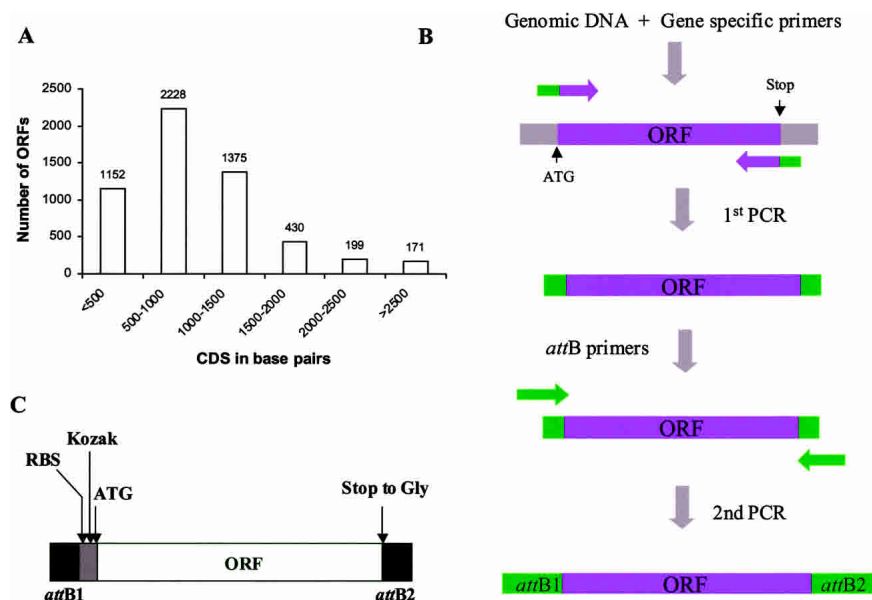 A
Number of ORFs
2500
2000
1500
1000
500
0
1152
2228
1375
430
199
171
<500
500-1000
1000-1500
1500-2000
2000-2500
>2500
CDS in base pairs
B
Genomic DNA + Gene specific primers
Stop
ORF
ATG
1st PCR
ORF
attB primers
ORF
2nd PCR
attB1 ORF attB2
C
Kozak
RBS
ATG
Stop to Gly
ORF
attB1 attB2